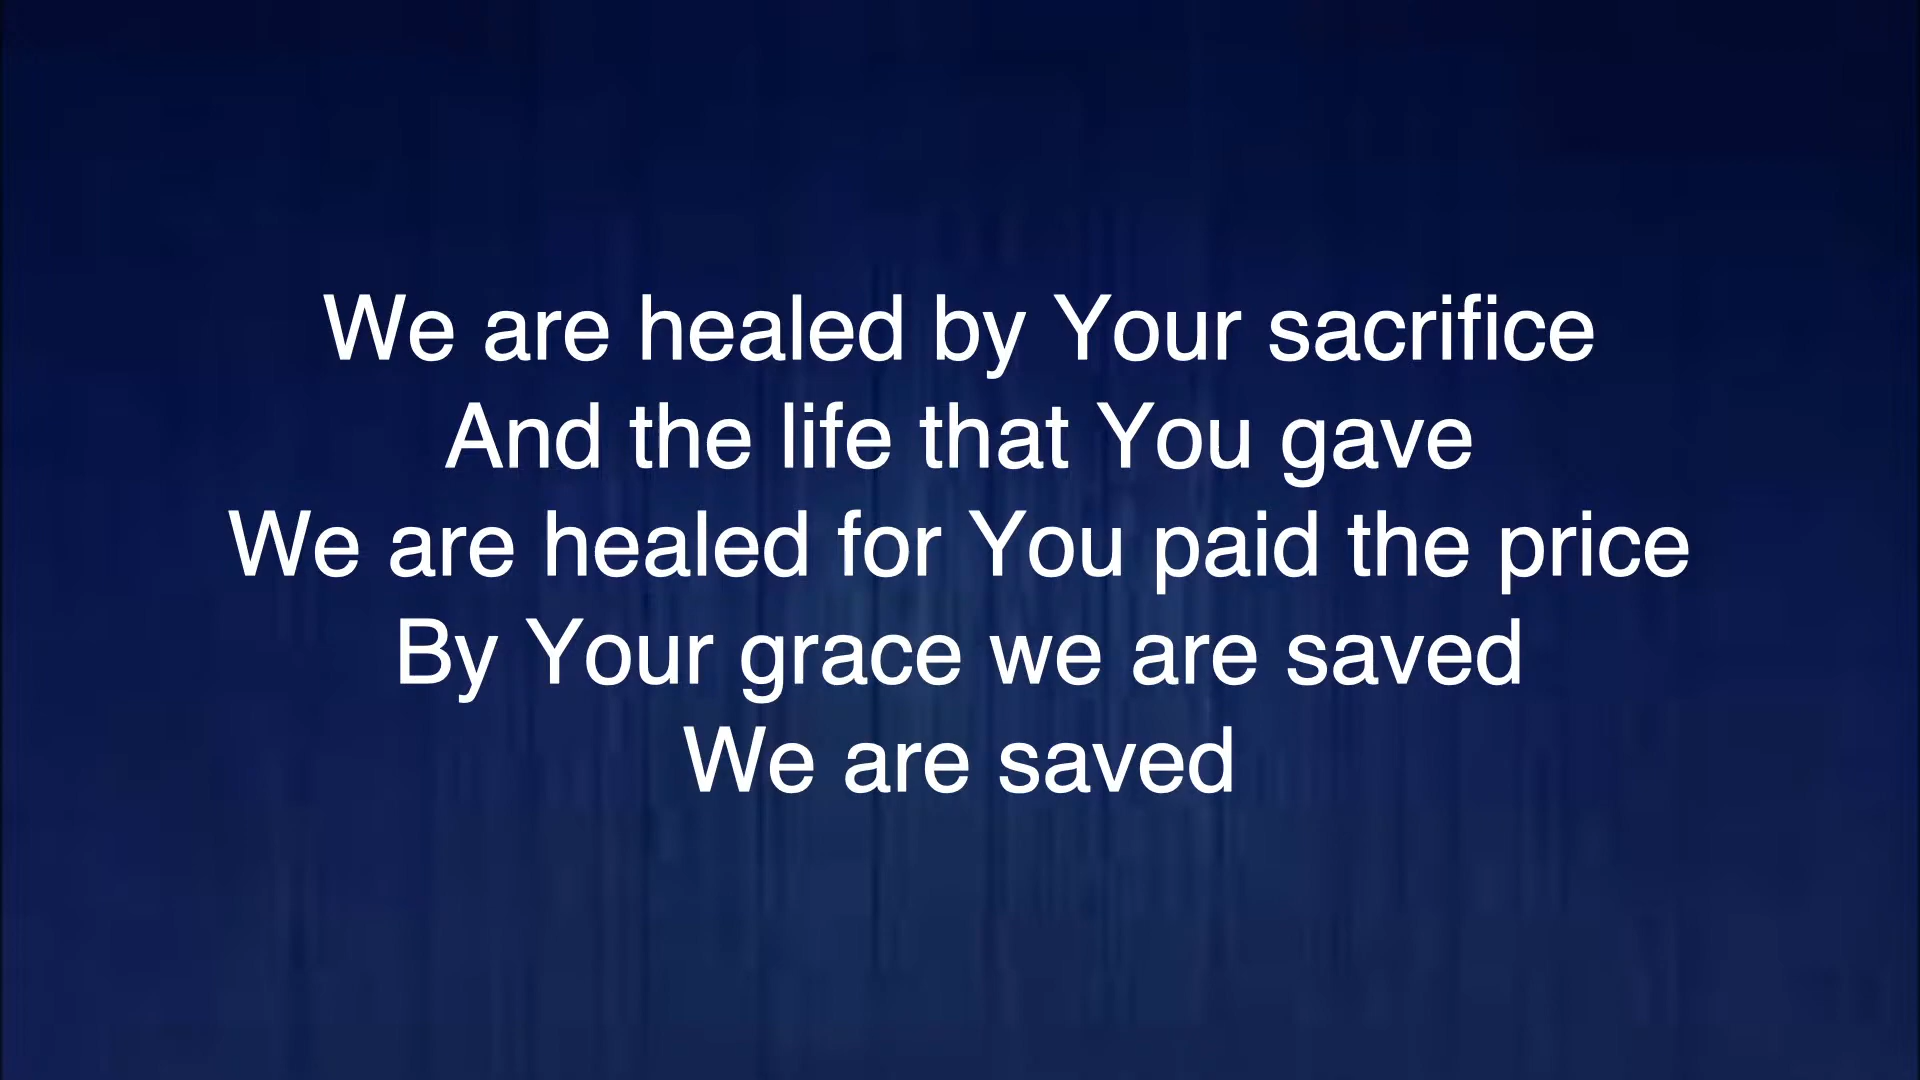 We are healed by Your sacrifice
And the life that You gave
We are healed for You paid the price
By Your grace we are saved
We are saved